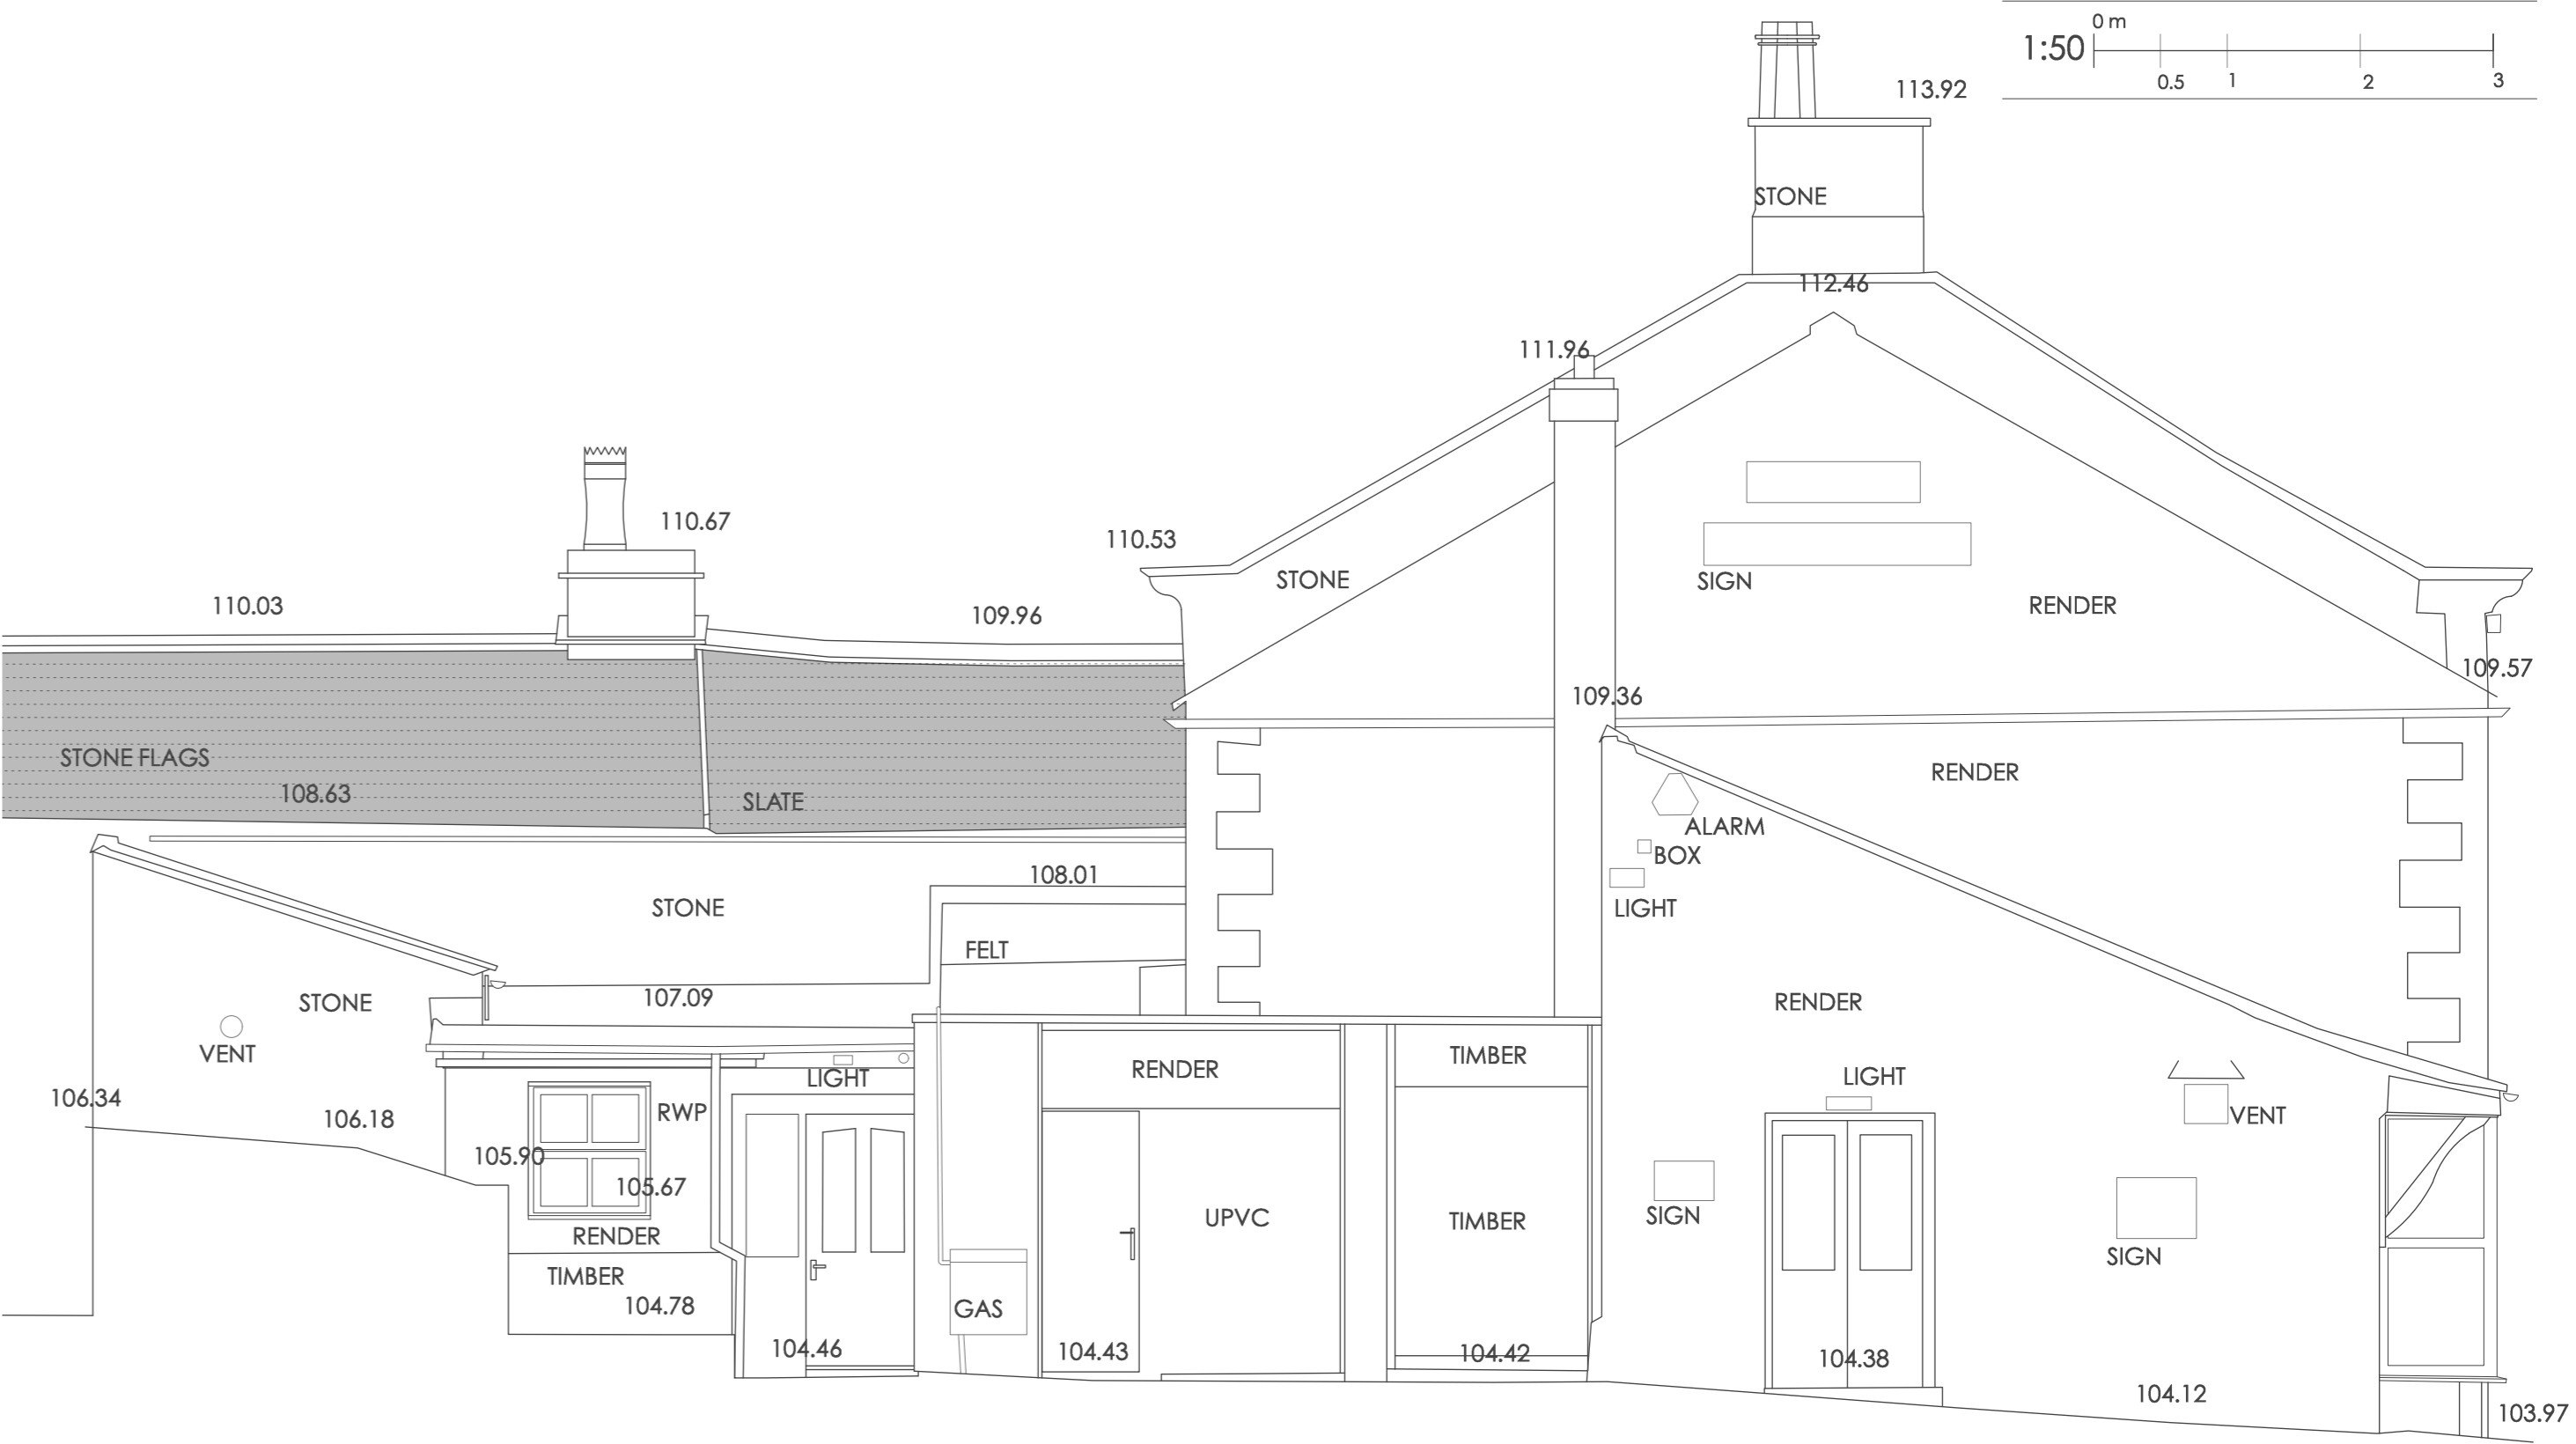 0 m
1:50
0.5 1 2 3
113.92
STONE
112.46
111.96
110.67
110.53
STONE
SIGN
110.03
109.96
RENDER
109.57
109.36
STONE FLAGS
108.63
SLATE
RENDER
ALARM
BOX
108.01
STONE
LIGHT
FELT
STONE
107.09
RENDER
VENT
LIGHT
RENDER
TIMBER
LIGHT
106.34
106.18
RWP
VENT
105.90
105.67
RENDER
UPVC
TIMBER
SIGN
SIGN
TIMBER
104.78
GAS
104.46
104.43
104.42
104.38
104.12
103.97